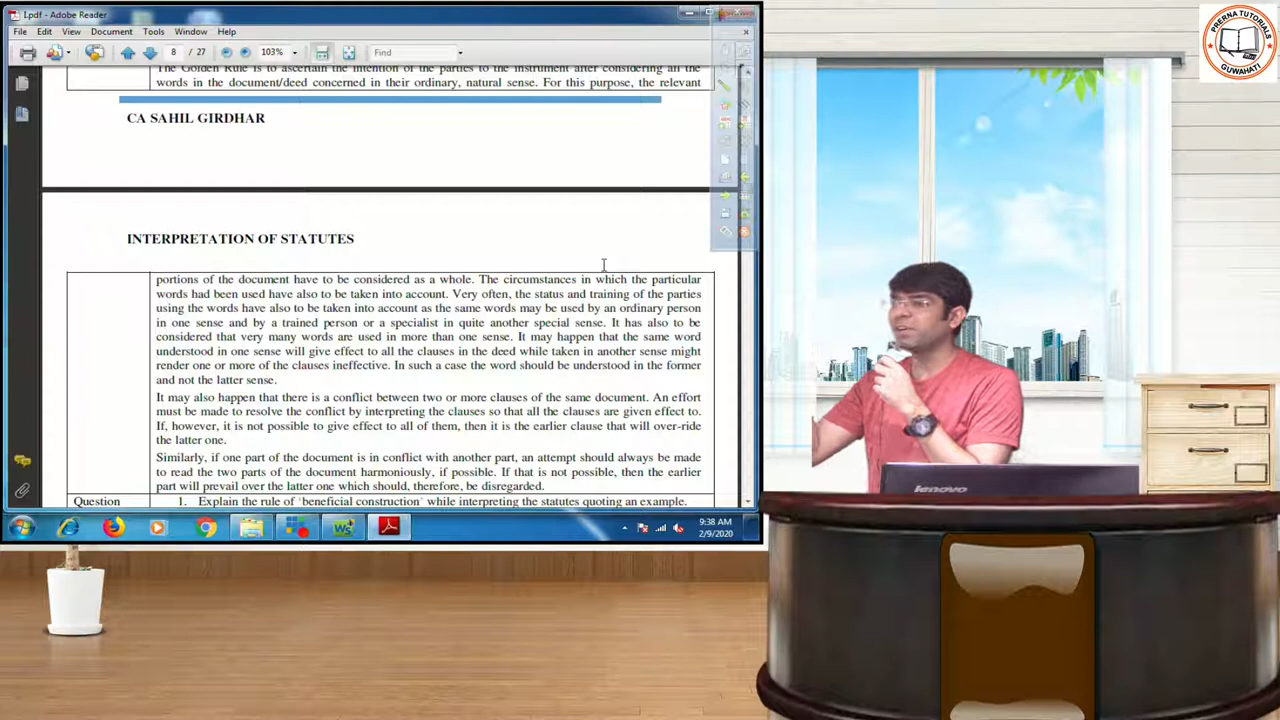 1.pdf - Adobe Reader
File Edit View Document Tools Window Help
8 / 27 103% Find
The Golden Rule is to ascertain the intention of the parties to the instrument after considering all the
words in the document/deed concerned in their ordinary, natural sense. For this purpose, the relevant
CA SAHIL GIRDHAR
INTERPRETATION OF STATUTES
portions of the document have to be considered as a whole. The circumstances in which the particular
words had been used have also to be taken into account. Very often, the status and training of the parties
using the words have also to be taken into account as the same words may be used by an ordinary person
in one sense and by a trained person or a specialist in quite another special sense. It has also to be
considered that very many words are used in more than one sense. It may happen that the same word
understood in one sense will give effect to all the clauses in the deed while taken in another sense might
render one or more of the clauses ineffective. In such a case the word should be understood in the former
and not the latter sense.
It may also happen that there is a conflict between two or more clauses of the same document. An effort
must be made to resolve the conflict by interpreting the clauses so that all the clauses are given effect to.
If, however, it is not possible to give effect to all of them, then it is the earlier clause that will over-ride
the latter one.
Similarly, if one part of the document is in conflict with another part, an attempt should always be made
to read the two parts of the document harmoniously, if possible. If that is not possible, then the earlier
part will prevail over the latter one which should, therefore, be disregarded.
Question 1. Explain the rule of 'beneficial construction' while interpreting the statutes quoting an example.
9:38 AM
2/9/2020
PRERNA TUTORIALS
GUWAHATI
lenovo